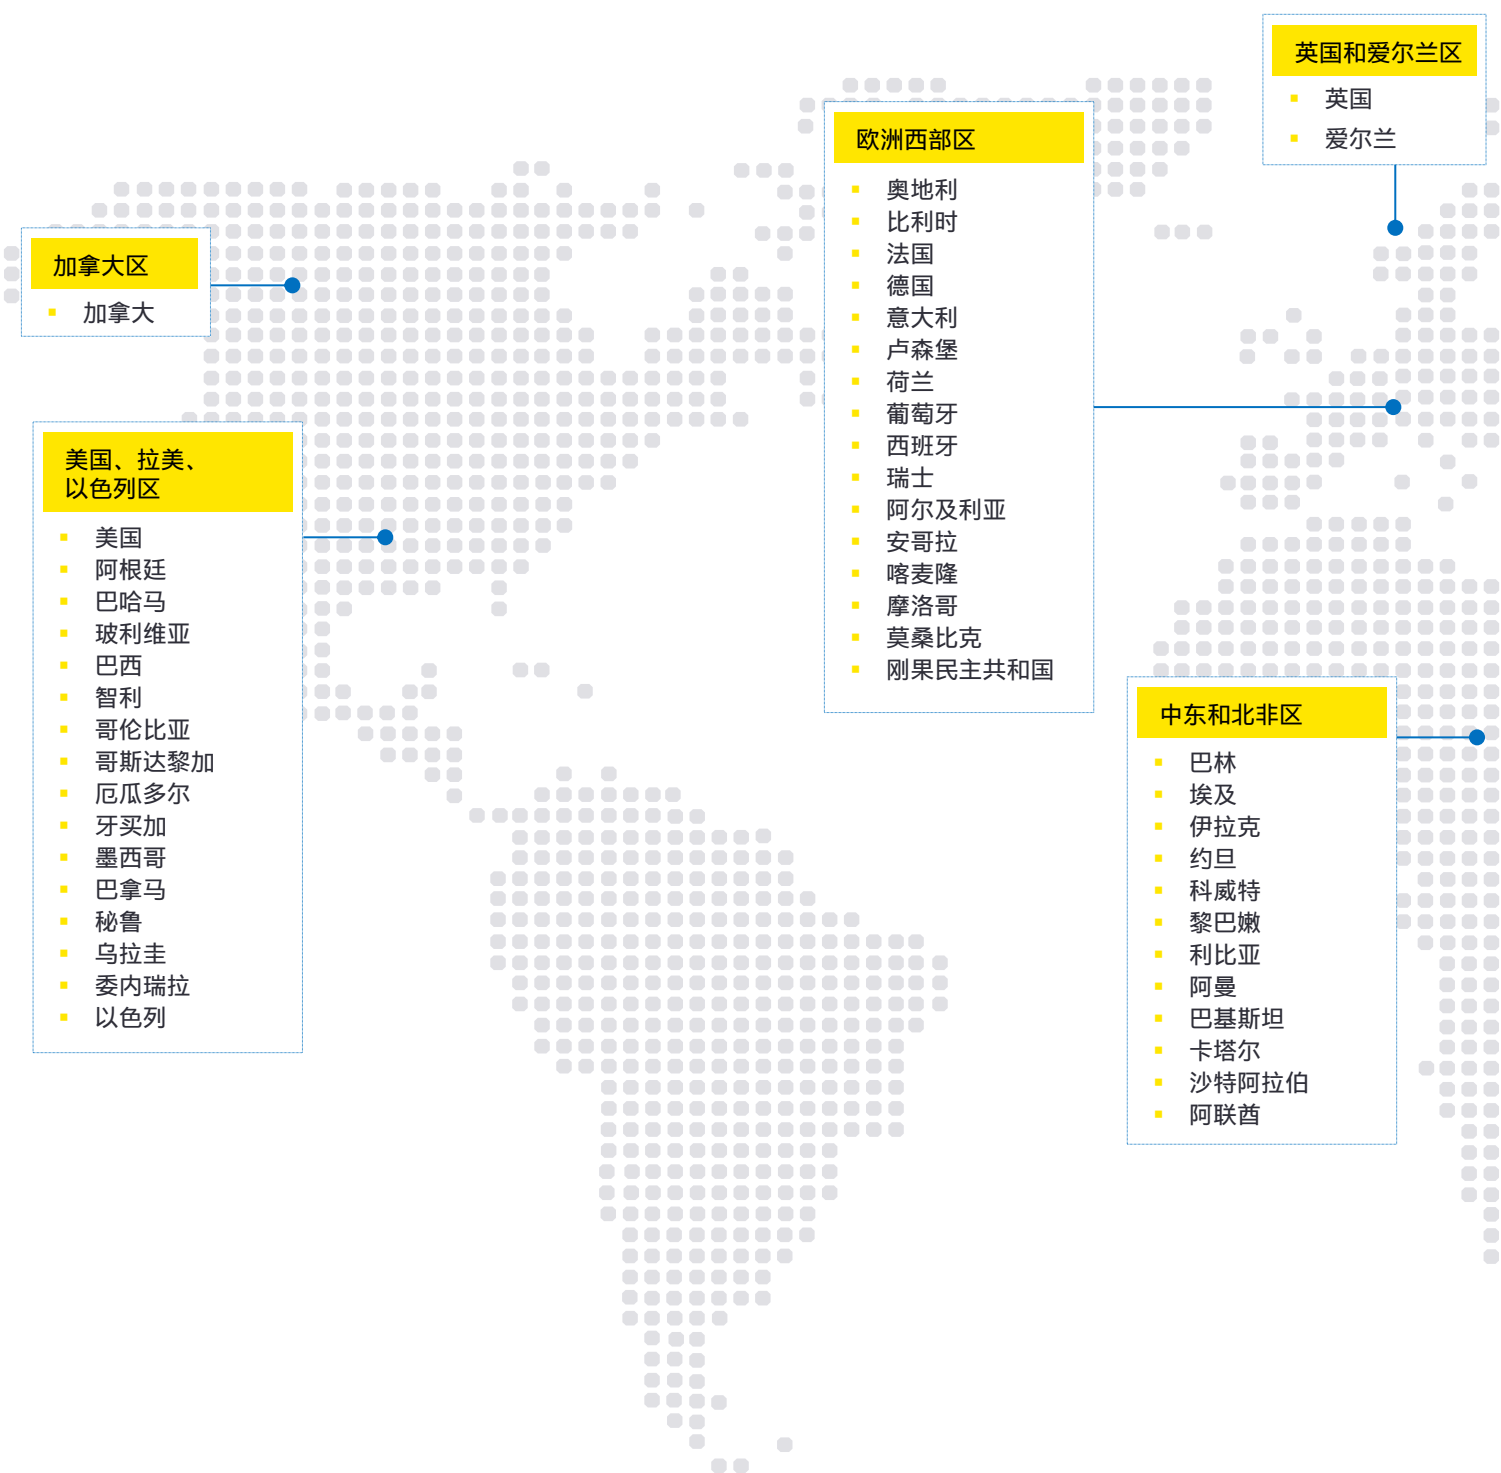 英国和爱尔兰区
英国
爱尔兰
欧洲西部区
奥地利
比利时
法国
德国
意大利
卢森堡
荷兰
葡萄牙
西班牙
瑞士
阿尔及利亚
安哥拉
喀麦隆
摩洛哥
莫桑比克
刚果民主共和国
加拿大区
加拿大
美国、拉美、
以色列区
美国
阿根廷
巴哈马
玻利维亚
巴西
智利
哥伦比亚
哥斯达黎加
厄瓜多尔
牙买加
墨西哥
巴拿马
秘鲁
乌拉圭
委内瑞拉
以色列
中东和北非区
巴林
埃及
伊拉克
约旦
科威特
黎巴嫩
利比亚
阿曼
巴基斯坦
卡塔尔
沙特阿拉伯
阿联酋